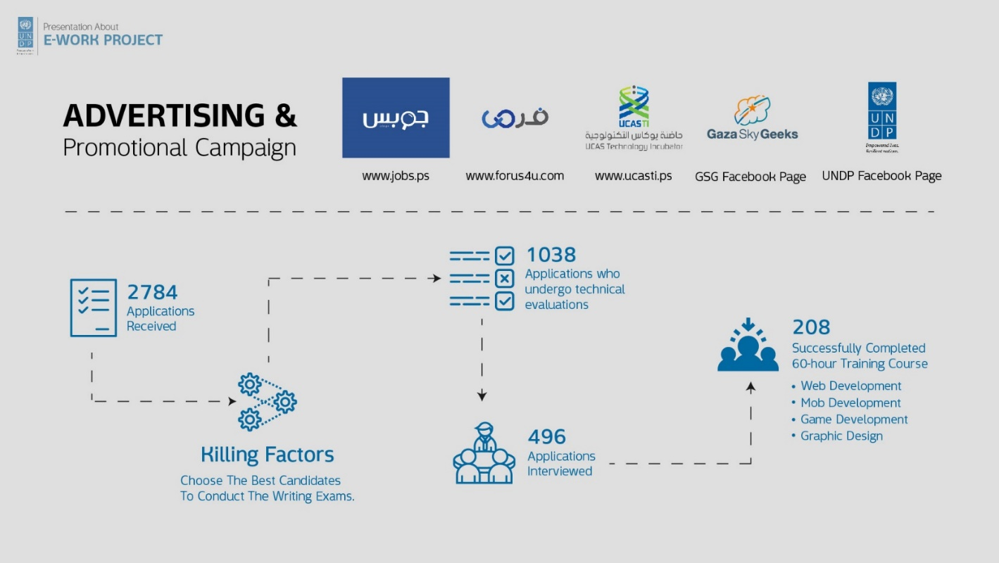 UN
DP
Presentation About
E-WORK PROJECT
ADVERTISING &
Promotional Campaign
جوبس
www.jobs.ps
فرص
www.forus4u.com
UCASTI
حاضنة يوكاس التكنولوجية
UCAS Technology Incubator
www.ucasti.ps
Gaza Sky Geeks
GSG Facebook Page
UN
DP
Empowered lives.
Resilient nations.
UNDP Facebook Page
2784
Applications
Received
Killing Factors
Choose The Best Candidates
To Conduct The Writing Exams.
1038
Applications who
undergo technical
evaluations
496
Applications
Interviewed
208
Successfully Completed
60-hour Training Course
• Web Development
• Mob Development
• Game Development
• Graphic Design